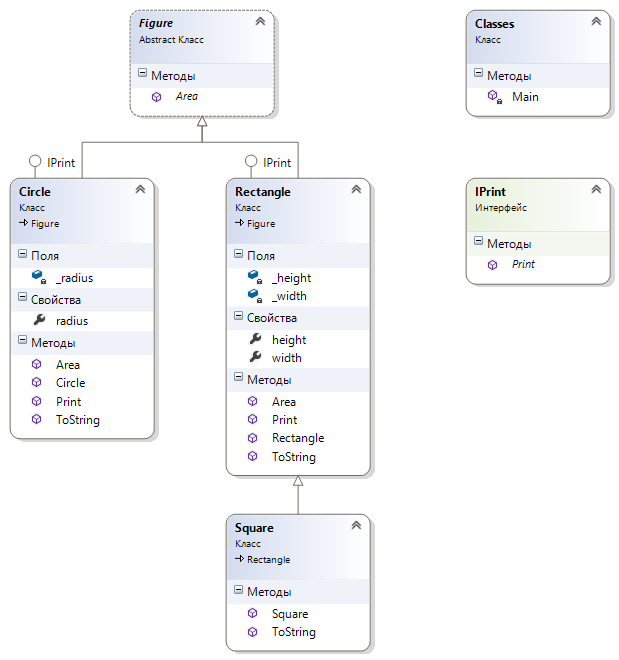 Figure
Abstract Класс
Методы
Area
Classes
Класс
Методы
Main
IPrint
Circle
Класс
Figure
Поля
_radius
Свойства
radius
Методы
Area
Circle
Print
ToString
IPrint
Rectangle
Класс
Figure
Поля
_height
_width
Свойства
height
width
Методы
Area
Print
Rectangle
ToString
IPrint
Интерфейс
Методы
Print
Square
Класс
Rectangle
Методы
Square
ToString